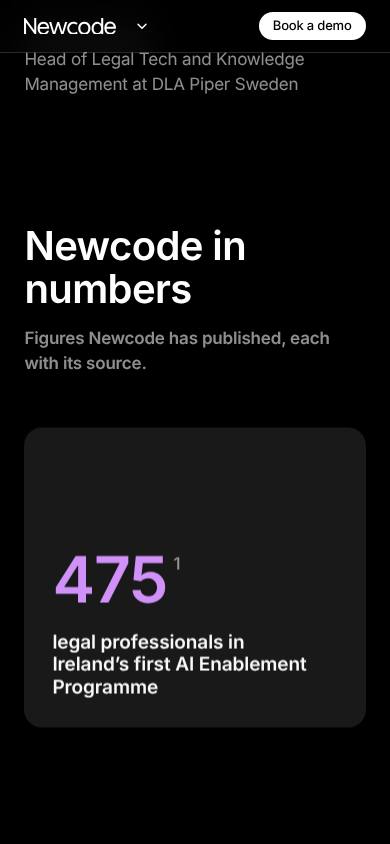 Newcode
Book a demo
Head of Legal Tech and Knowledge
Management at DLA Piper Sweden
Newcode in
numbers
Figures Newcode has published, each
with its source.
475 1
legal professionals in
Ireland’s first AI Enablement
Programme